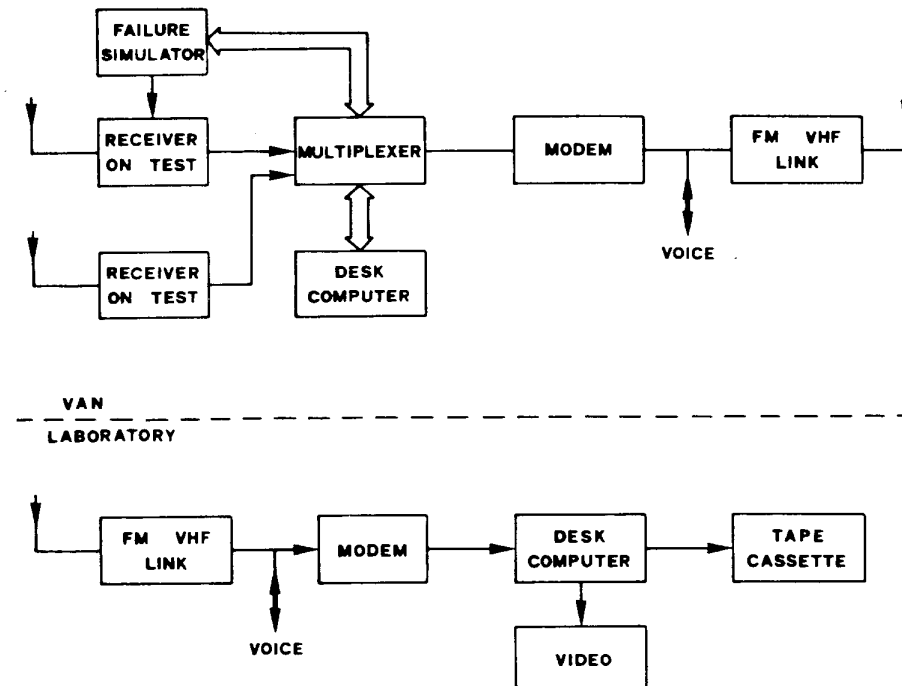 FAILURE
SIMULATOR
RECEIVER
ON TEST
MULTIPLEXER
MODEM
FM VHF
LINK
VOICE
RECEIVER
ON TEST
DESK
COMPUTER
VAN
LABORATORY
FM VHF
LINK
MODEM
DESK
COMPUTER
TAPE
CASSETTE
VOICE
VIDEO